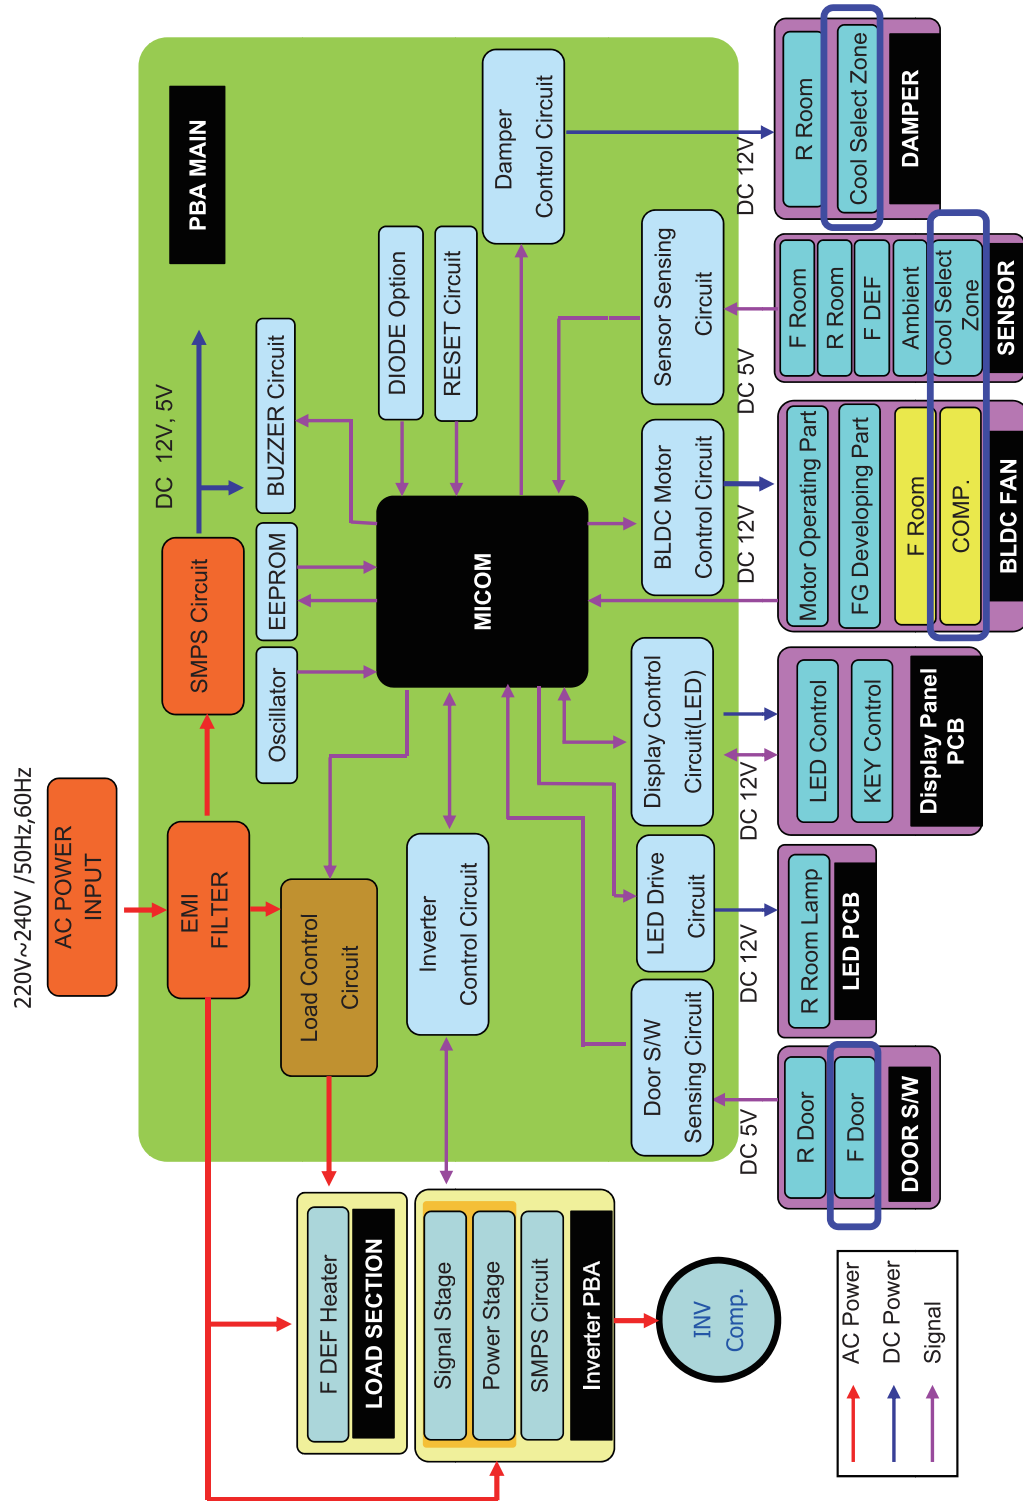 220V~240V /50Hz,60Hz
AC POWER
INPUT
EMI
FILTER
SMPS Circuit
DC 12V, 5V
PBA MAIN
Load Control
Circuit
Oscillator
EEPROM
BUZZER Circuit
DIODE Option
RESET Circuit
Inverter
Control Circuit
MICOM
Damper
Control Circuit
Door S/W
Sensing Circuit
LED Drive
Circuit
Display Control
Circuit(LED)
BLDC Motor
Control Circuit
Sensor Sensing
Circuit
DC 5V
DC 12V
DC 12V
DC 12V
DC 5V
DC 12V
F DEF Heater
LOAD SECTION
Signal Stage
Power Stage
SMPS Circuit
Inverter PBA
INV
Comp.
R Door
F Door
DOOR S/W
R Room Lamp
LED PCB
LED Control
KEY Control
Display Panel
PCB
Motor Operating Part
FG Developing Part
F Room
COMP.
BLDC FAN
F Room
R Room
F DEF
Ambient
Cool Select
Zone
SENSOR
R Room
Cool Select Zone
DAMPER
AC Power
DC Power
Signal